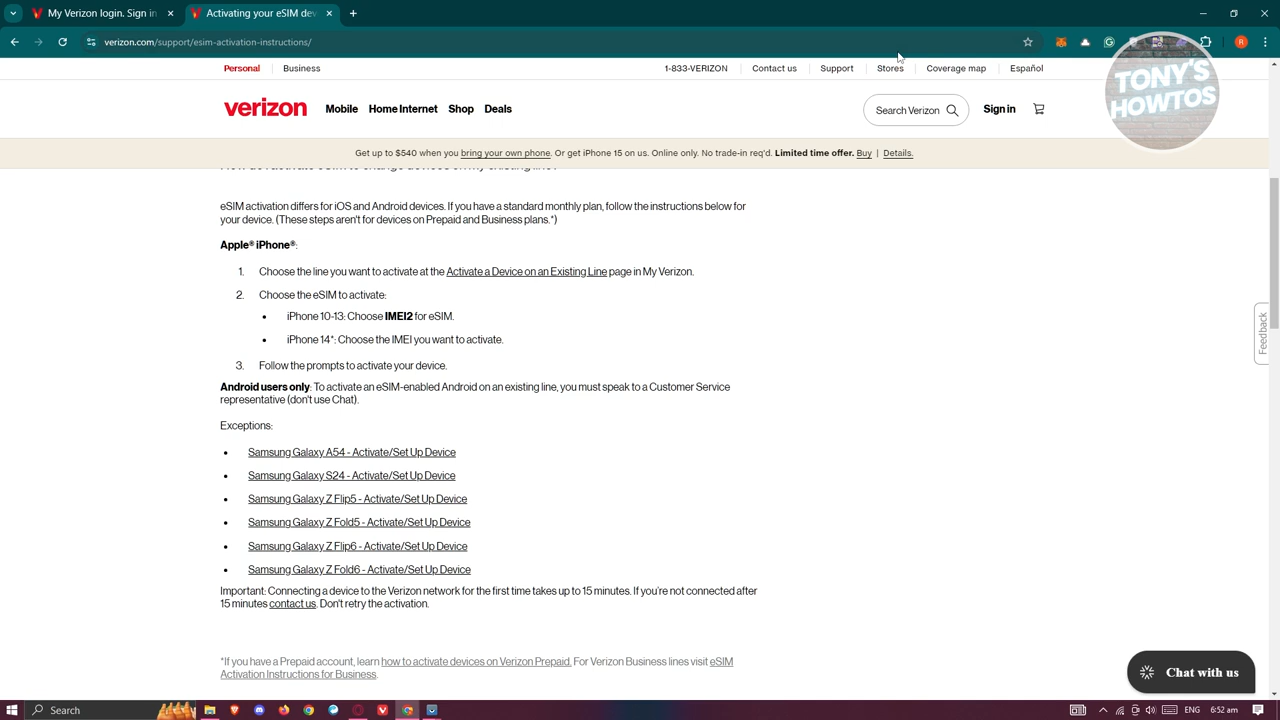 My Verizon login. Sign in
Activating your eSIM dev
verizon.com/support/esim-activation-instructions/
R
TONY'S
HOWTOS
Personal
Business
1-833-VERIZON
Contact us
Support
Stores
Coverage map
Español
verizon
Mobile
Home Internet
Shop
Deals
Search Verizon
Sign in
Get up to $540 when you bring your own phone. Or get iPhone 15 on us. Online only. No trade-in req'd. Limited time offer. Buy | Details.
How do I activate eSIM to change devices on my existing line?
eSIM activation differs for iOS and Android devices. If you have a standard monthly plan, follow the instructions below for
your device. (These steps aren't for devices on Prepaid and Business plans.*)
Apple® iPhone®:
1. Choose the line you want to activate at the Activate a Device on an Existing Line page in My Verizon.
2. Choose the eSIM to activate:
• iPhone 10-13: Choose IMEI2 for eSIM.
• iPhone 14*: Choose the IMEI you want to activate.
3. Follow the prompts to activate your device.
Android users only: To activate an eSIM-enabled Android on an existing line, you must speak to a Customer Service
representative (don't use Chat).
Exceptions:
• Samsung Galaxy A54 - Activate/Set Up Device
• Samsung Galaxy S24 - Activate/Set Up Device
• Samsung Galaxy Z Flip5 - Activate/Set Up Device
• Samsung Galaxy Z Fold5 - Activate/Set Up Device
• Samsung Galaxy Z Flip6 - Activate/Set Up Device
• Samsung Galaxy Z Fold6 - Activate/Set Up Device
Important: Connecting a device to the Verizon network for the first time takes up to 15 minutes. If you're not connected after
15 minutes contact us. Don't retry the activation.
*If you have a Prepaid account, learn how to activate devices on Verizon Prepaid. For Verizon Business lines visit eSIM
Activation Instructions for Business.
Feedback
Chat with us
Search
6:52 am